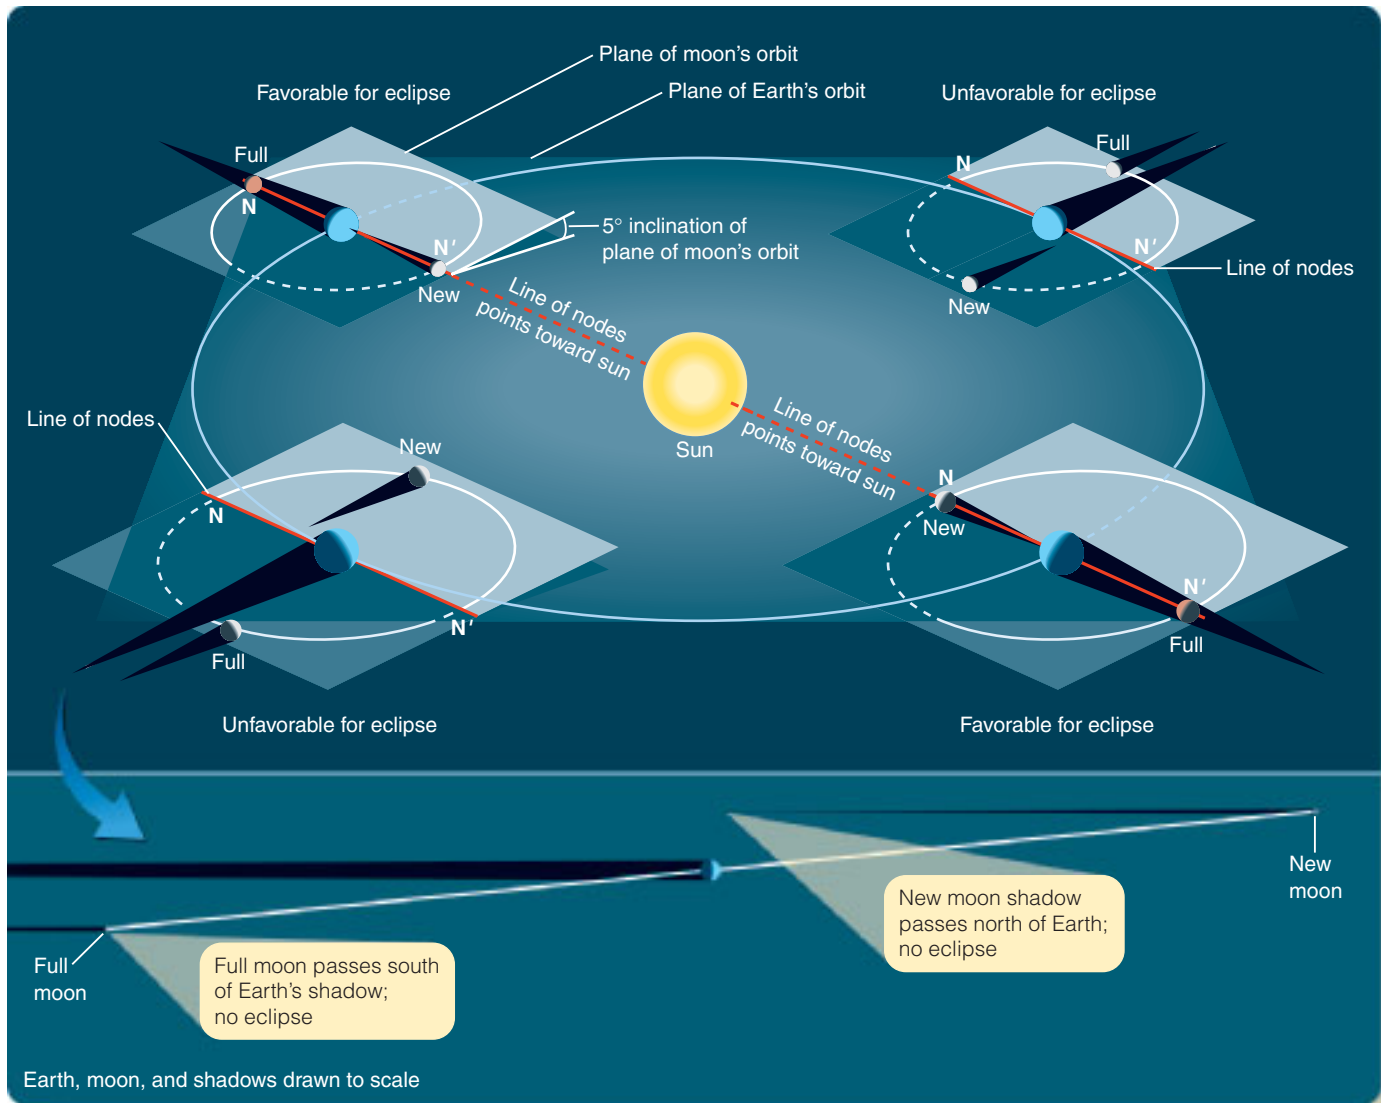 Plane of moon's orbit
Plane of Earth's orbit
Favorable for eclipse
Unfavorable for eclipse
Full
N
N′
New
5° inclination of
plane of moon's orbit
Full
N
N′
New
Line of nodes
Line of nodes
points toward sun
Sun
Line of nodes
points toward sun
Line of nodes
New
N
N′
Full
N
New
N′
Full
Unfavorable for eclipse
Favorable for eclipse
New
moon
New moon shadow
passes north of Earth;
no eclipse
Full
moon
Full moon passes south
of Earth's shadow;
no eclipse
Earth, moon, and shadows drawn to scale